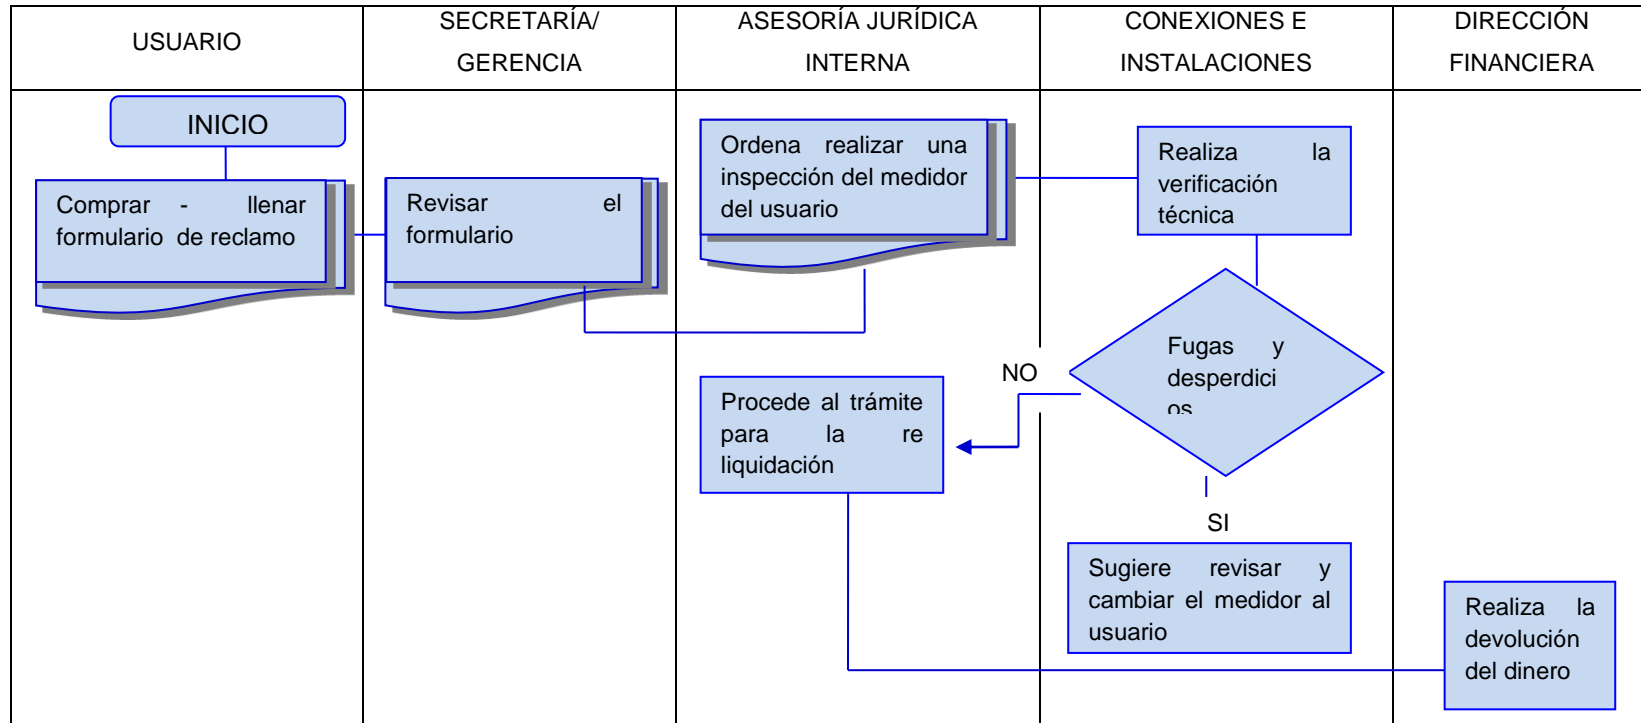 USUARIO
SECRETARÍA/
GERENCIA
ASESORÍA JURÍDICA
INTERNA
CONEXIONES E
INSTALACIONES
DIRECCIÓN
FINANCIERA
INICIO
Comprar - llenar
formulario de reclamo
Revisar el
formulario
Ordena realizar una
inspección del medidor
del usuario
Realiza la
verificación
técnica
Fugas y
desperdici
os
NO
Procede al trámite
para la re
liquidación
SI
Sugiere revisar y
cambiar el medidor al
usuario
Realiza la
devolución
del dinero